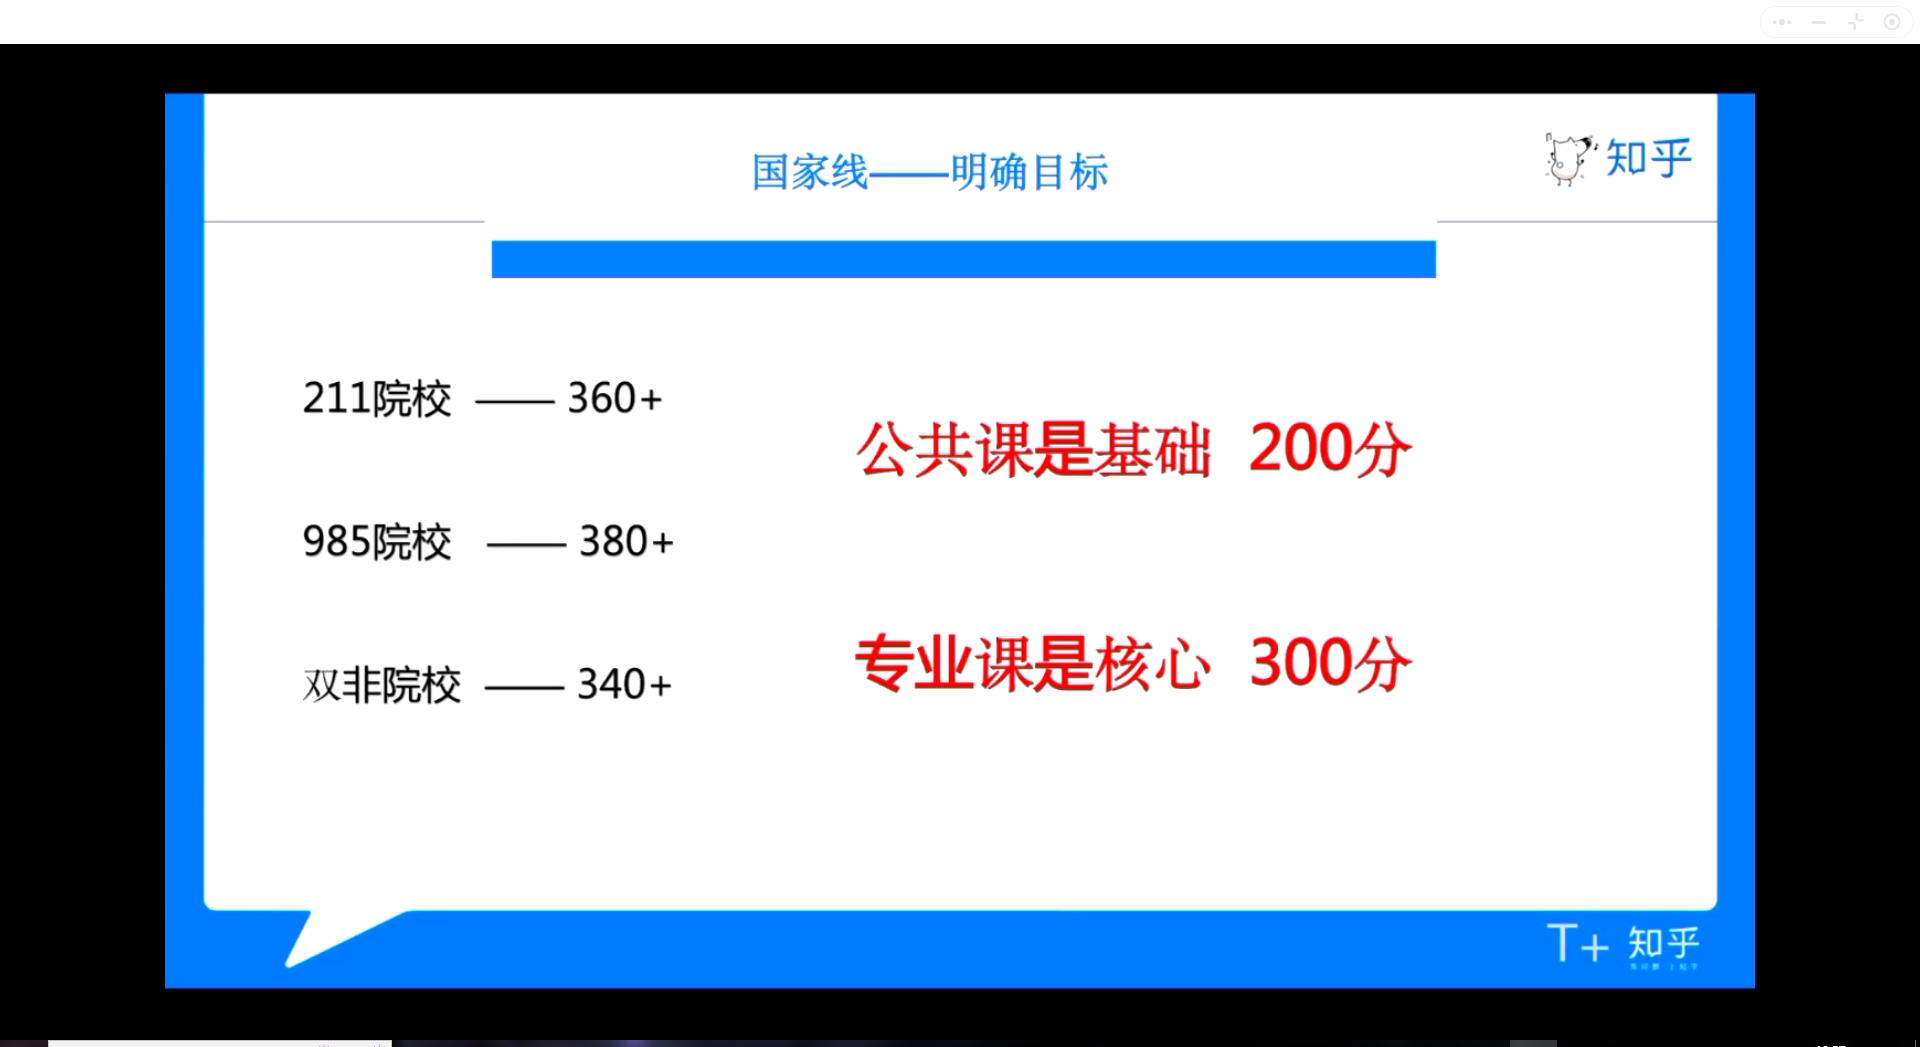 国家线——明确目标
知乎
211院校 —— 360+
公共课是基础 200分
985院校 —— 380+
专业课是核心 300分
双非院校 —— 340+
T+ 知乎